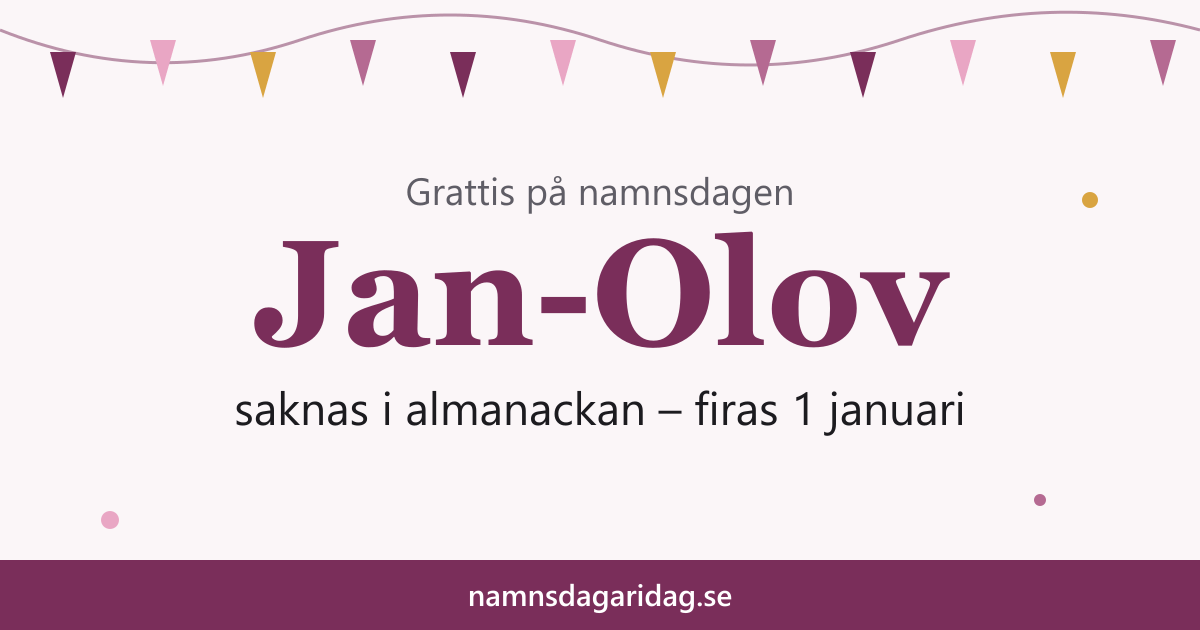 Grattis på namnsdagen
Jan-Olov
saknas i almanackan – firas 1 januari
namnsdagaridag.se